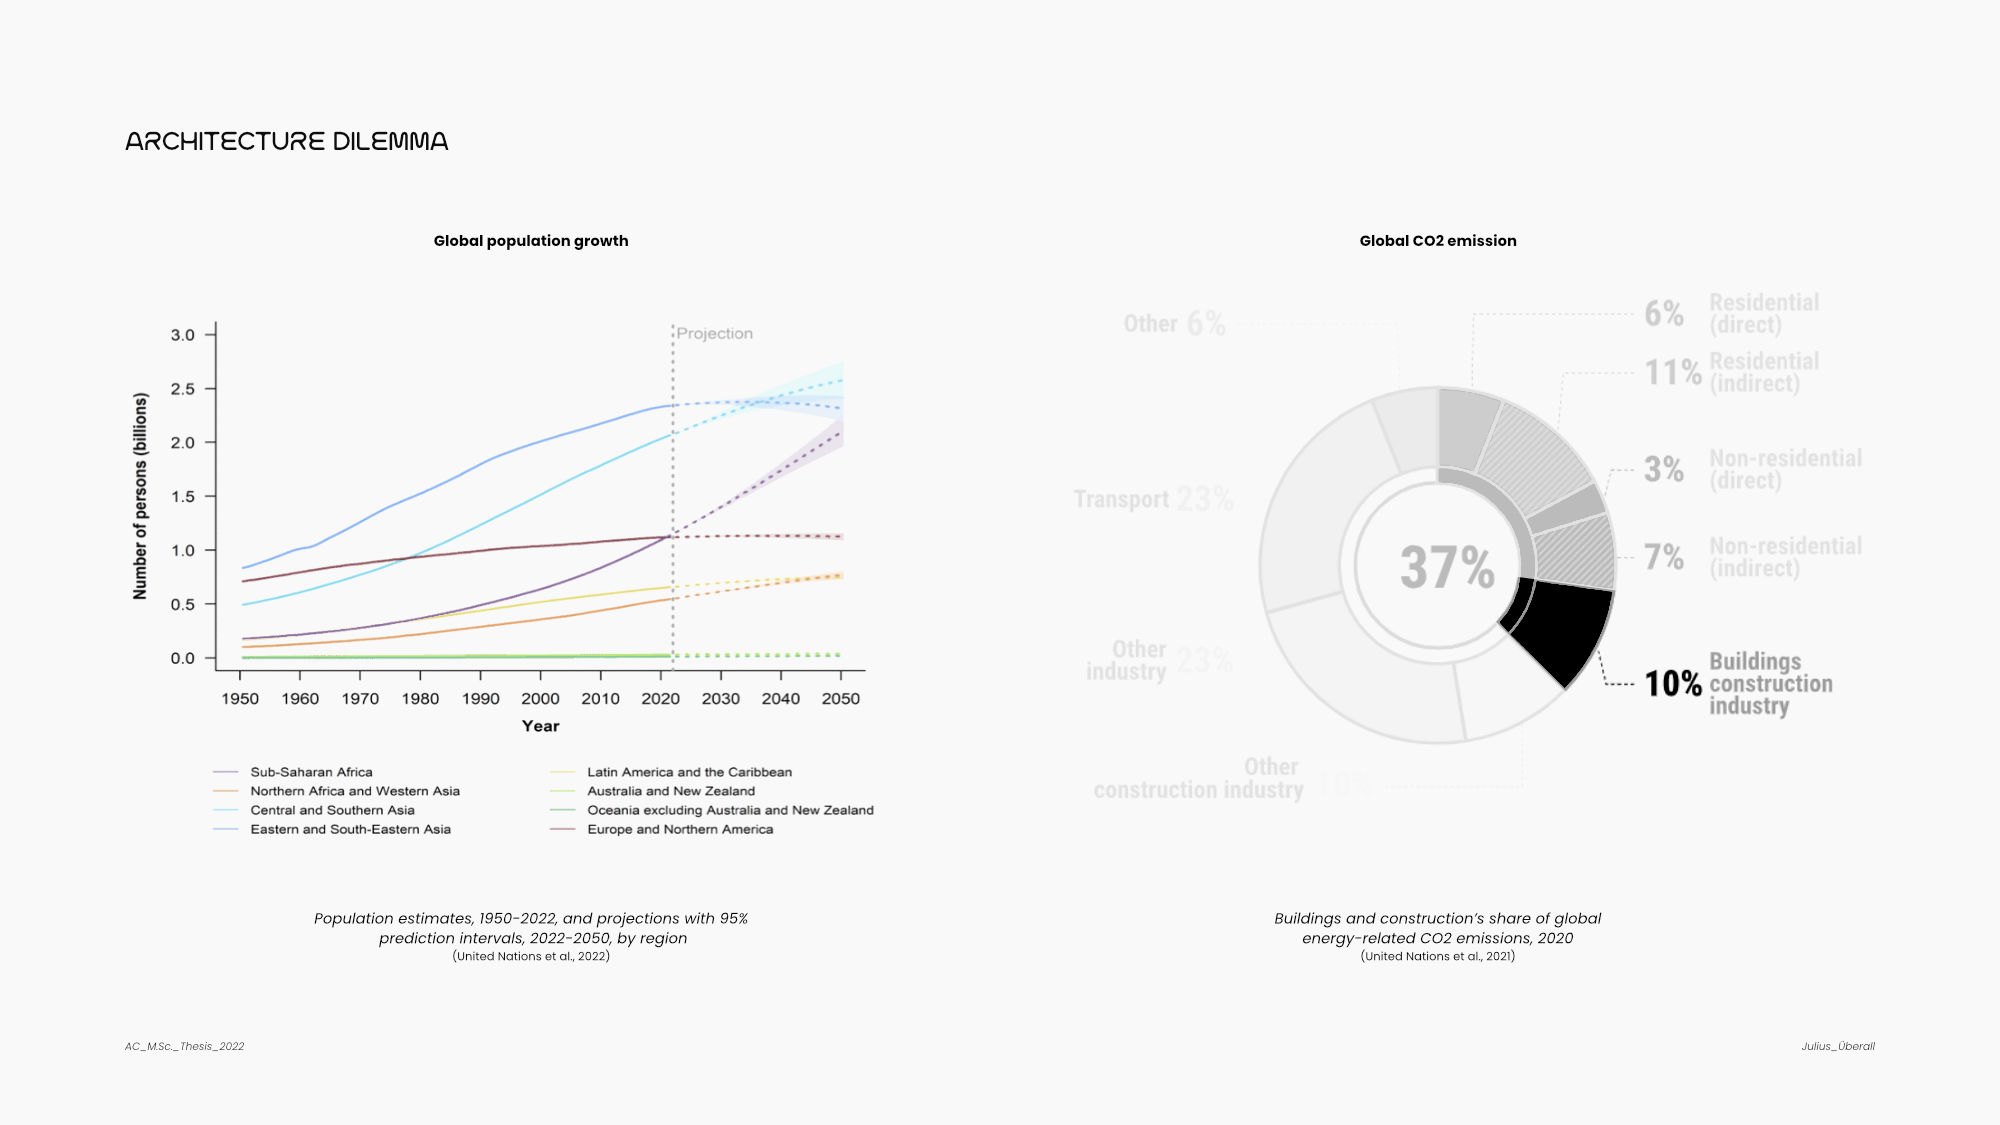 ARCHITECTURE DILEMMA
Global population growth
3.0
2.5
2.0
1.5
1.0
0.5
0.0
Number of persons (billions)
Projection
1950 1960 1970 1980 1990 2000 2010 2020 2030 2040 2050
Year
Sub-Saharan Africa
Northern Africa and Western Asia
Central and Southern Asia
Eastern and South-Eastern Asia
Latin America and the Caribbean
Australia and New Zealand
Oceania excluding Australia and New Zealand
Europe and Northern America
Population estimates, 1950-2022, and projections with 95%
prediction intervals, 2022-2050, by region
(United Nations et al., 2022)
Global CO2 emission
Other 6%
Transport 23%
Other
industry 23%
Other
construction industry 10%
37%
6% Residential
(direct)
11% Residential
(indirect)
3% Non-residential
(direct)
7% Non-residential
(indirect)
10% Buildings
construction
industry
Buildings and construction's share of global
energy-related CO2 emissions, 2020
(United Nations et al., 2021)
AC_M.Sc._Thesis_2022
Julius_Überall